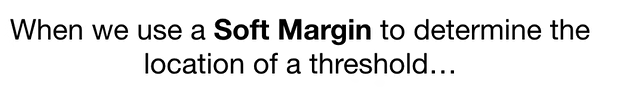 When we use a Soft Margin to determine the
location of a threshold…